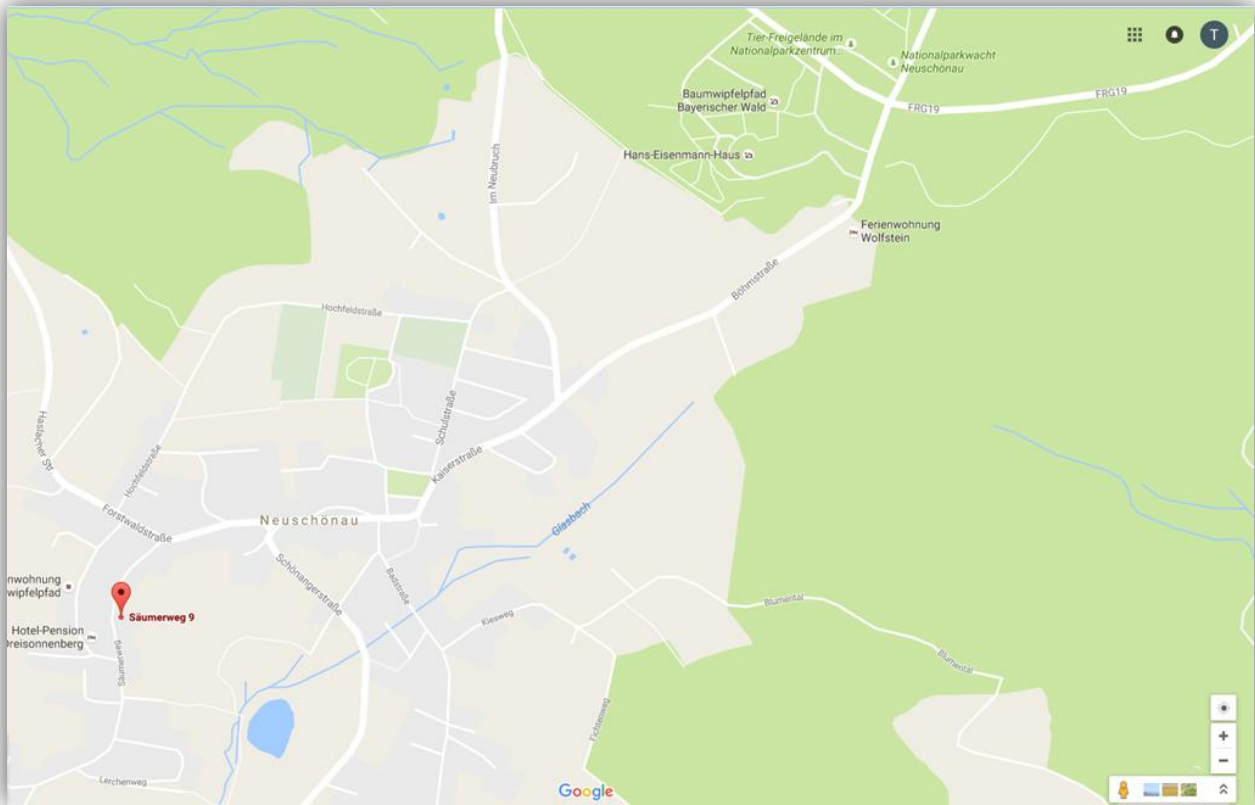 Tier-Freigelände im
Nationalparkzentrum...
Nationalparkwacht
Neuschönau
T
Baumwipfelpfad
Bayerischer Wald
FRG19
FRG19
Im Neubruch
Hans-Eisenmann-Haus
Ferienwohnung
Wolfstein
Böhmstraße
Hochfeldstraße
Schulstraße
Haslacher Str
Hochfeldstraße
Kaiserstraße
Forstwaldstraße
Neuschönau
Glasbach
Schönangerstraße
Badstraße
nwohnung
wipfelpfad
Säumerweg 9
Kiesweg
Blumental
Hotel-Pension
Dreisonnenberg
Säumerweg
Blumental
Fichtenweg
Lerchenweg
Google